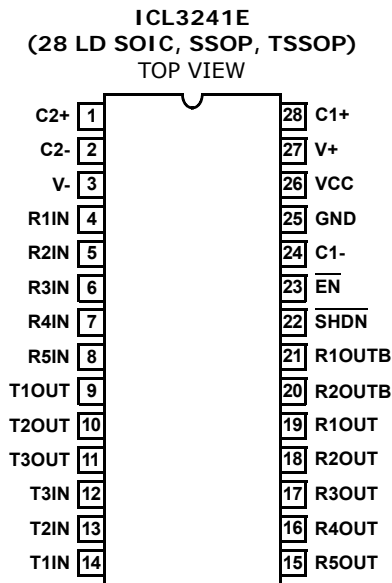 ICL3241E
(28 LD SOIC, SSOP, TSSOP)
TOP VIEW
C2+ 1 28 C1+
C2- 2 27 V+
V- 3 26 VCC
R1IN 4 25 GND
R2IN 5 24 C1-
R3IN 6 23 EN
R4IN 7 22 SHDN
R5IN 8 21 R1OUTB
T1OUT 9 20 R2OUTB
T2OUT 10 19 R1OUT
T3OUT 11 18 R2OUT
T3IN 12 17 R3OUT
T2IN 13 16 R4OUT
T1IN 14 15 R5OUT